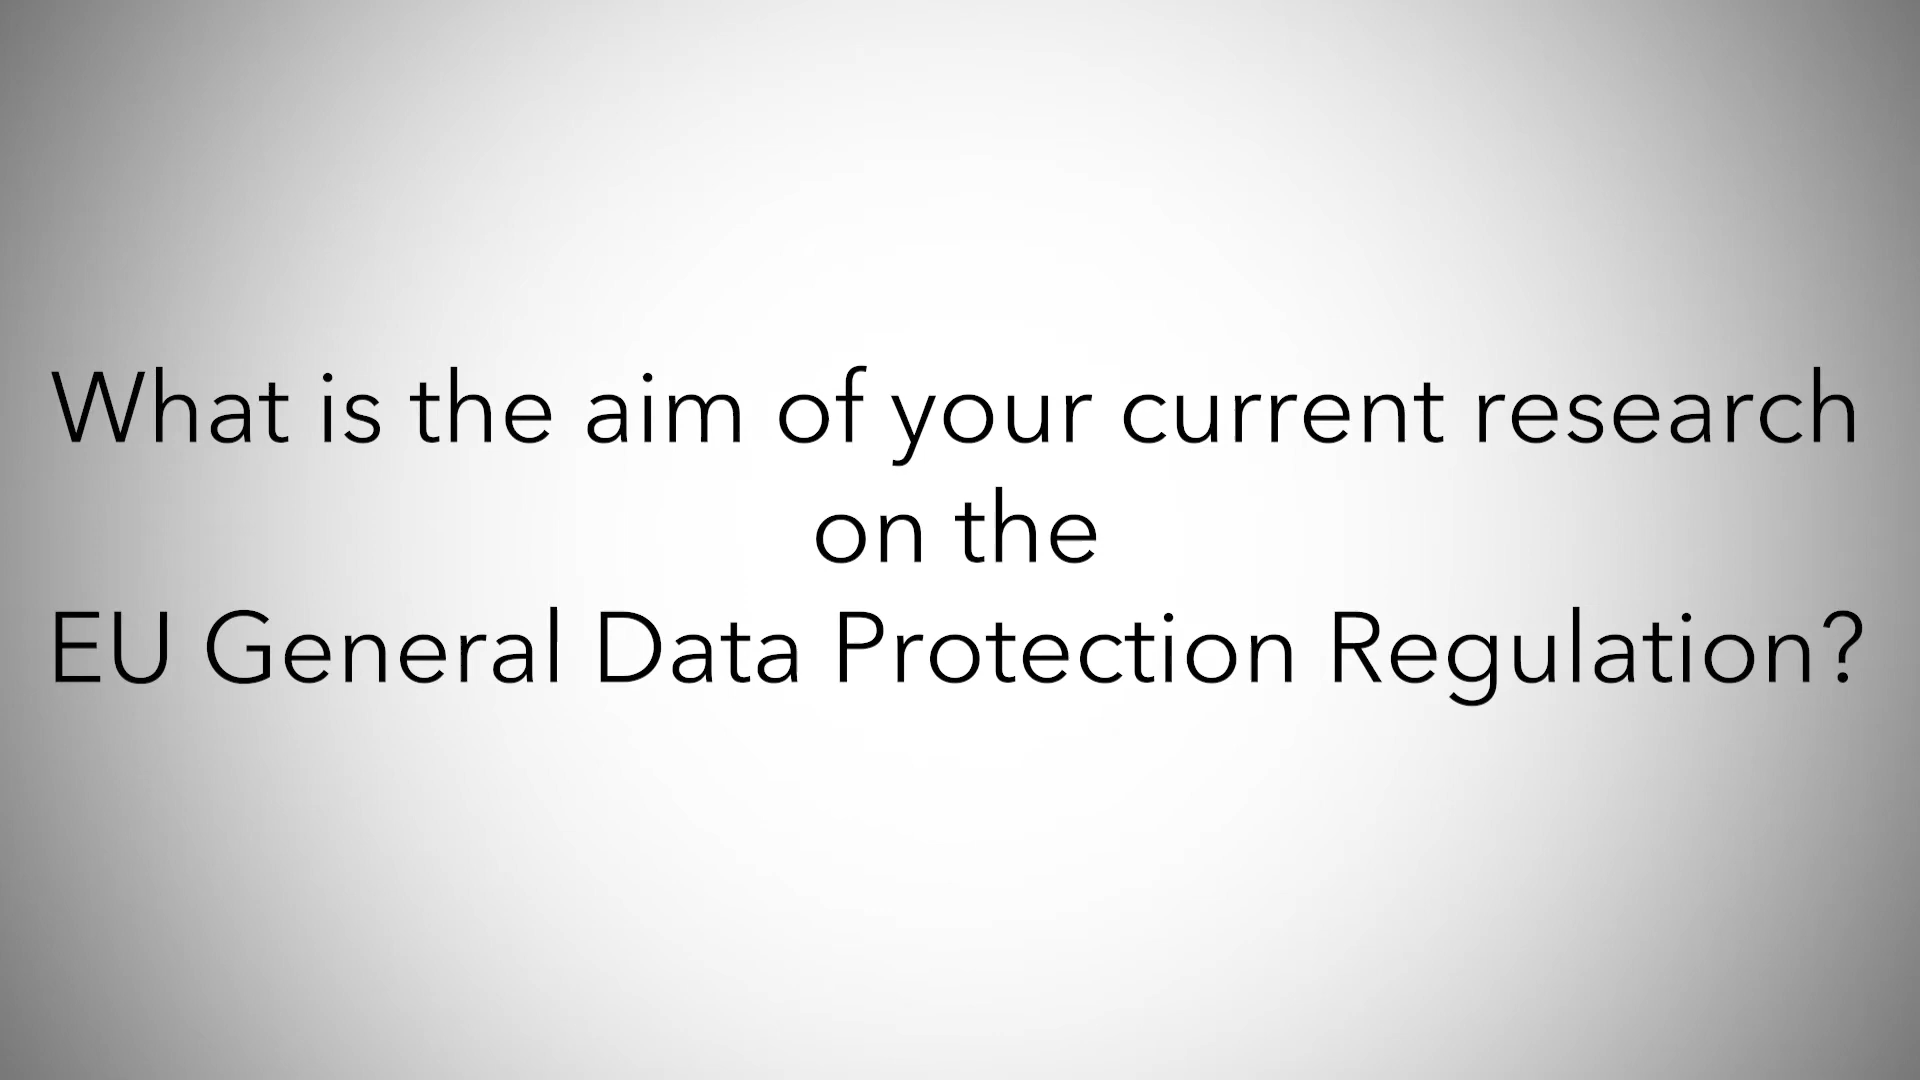 What is the aim of your current research
on the
EU General Data Protection Regulation?